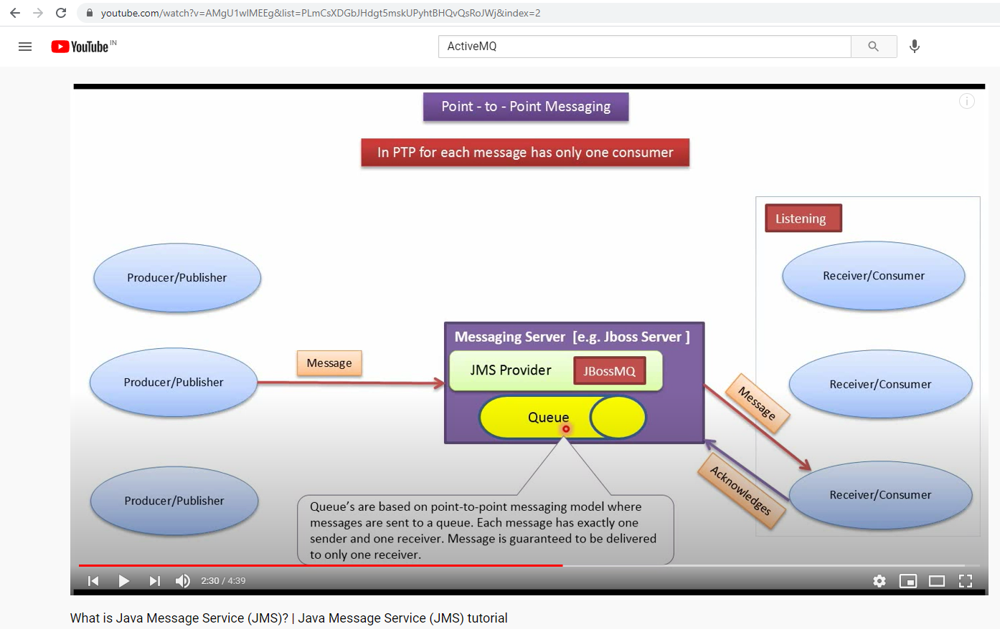 youtube.com/watch?v=AMgU1wIMEEg&list=PLmCsXDGbJHdgt5mskUPyhtBHQvQsRoJWj&index=2
YouTube IN
ActiveMQ
Point - to - Point Messaging
In PTP for each message has only one consumer
Listening
Producer/Publisher
Receiver/Consumer
Messaging Server [e.g. Jboss Server ]
Message
JMS Provider
JBossMQ
Producer/Publisher
Receiver/Consumer
Message
Queue
Acknowledges
Producer/Publisher
Receiver/Consumer
Queue’s are based on point-to-point messaging model where
messages are sent to a queue. Each message has exactly one
sender and one receiver. Message is guaranteed to be delivered
to only one receiver.
2:30 / 4:39
What is Java Message Service (JMS)? | Java Message Service (JMS) tutorial